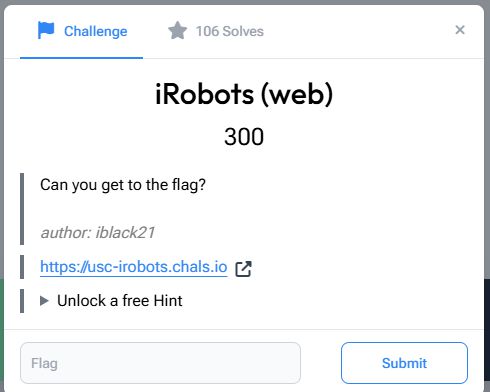 Challenge
106 Solves
×
iRobots (web)
300
Can you get to the flag?
author: iblack21
https://usc-irobots.chals.io
Unlock a free Hint
Flag
Submit